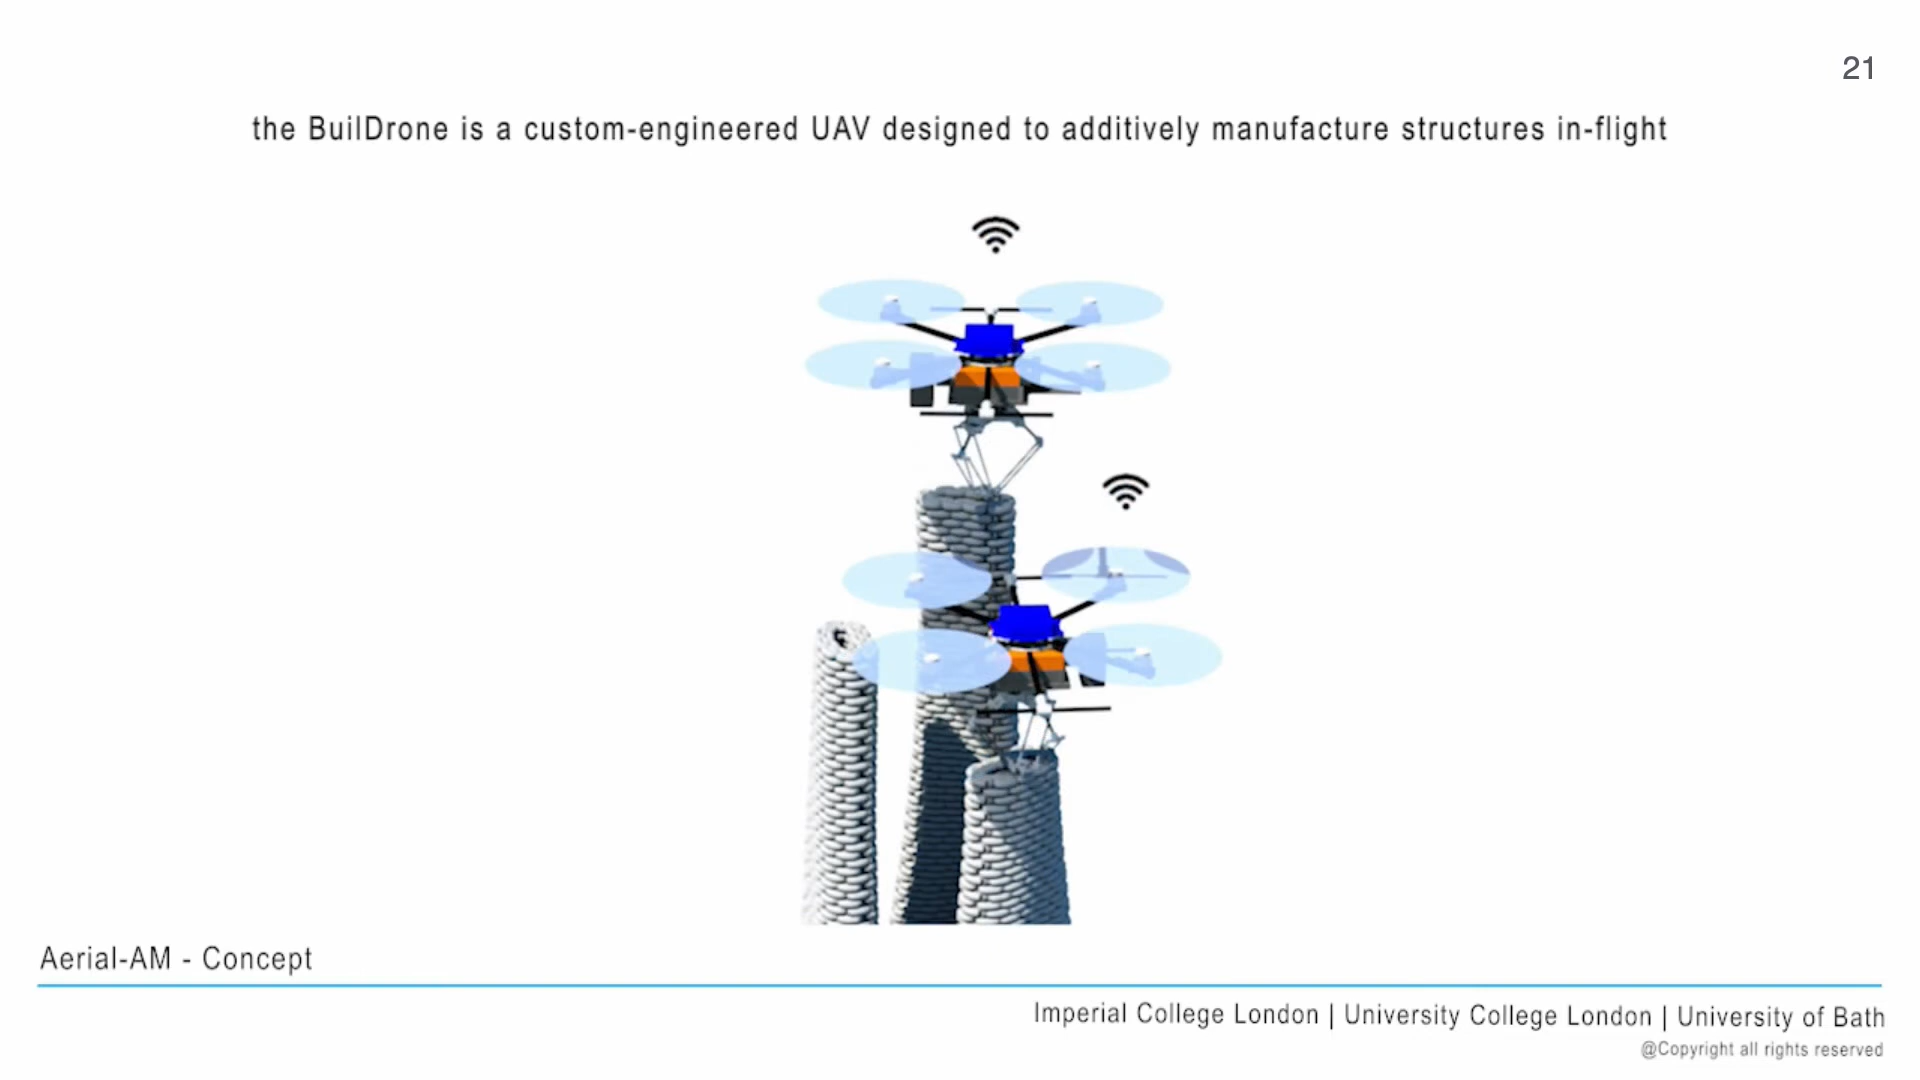 21
the BuilDrone is a custom-engineered UAV designed to additively manufacture structures in-flight
Aerial-AM - Concept
Imperial College London | University College London | University of Bath
@Copyright all rights reserved